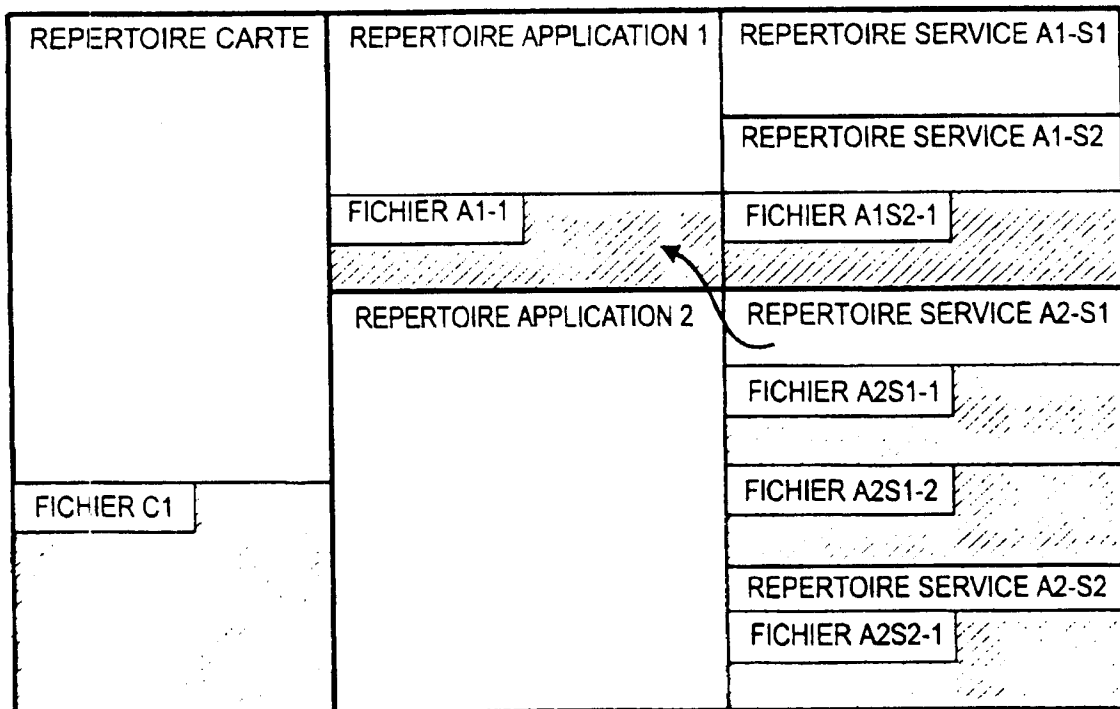 REPERTOIRE CARTE
FICHIER C1
REPERTOIRE APPLICATION 1
FICHIER A1-1
REPERTOIRE APPLICATION 2
REPERTOIRE SERVICE A1-S1
REPERTOIRE SERVICE A1-S2
FICHIER A1S2-1
REPERTOIRE SERVICE A2-S1
FICHIER A2S1-1
FICHIER A2S1-2
REPERTOIRE SERVICE A2-S2
FICHIER A2S2-1